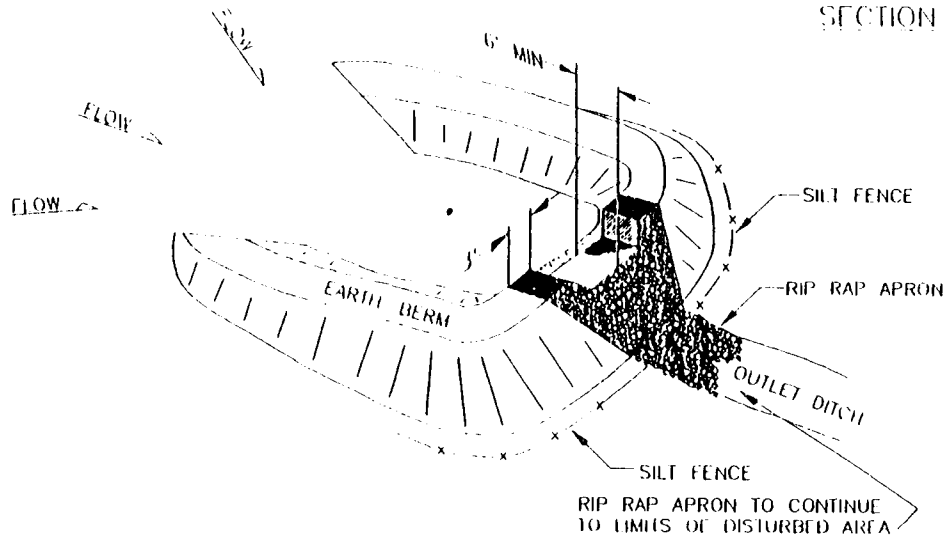 SECTION
FLOW
6' MIN
FLOW
FLOW
SILT FENCE
3'
EARTH BERM
RIP RAP APRON
OUTLET DITCH
SILT FENCE
RIP RAP APRON TO CONTINUE
TO LIMITS OF DISTURBED AREA